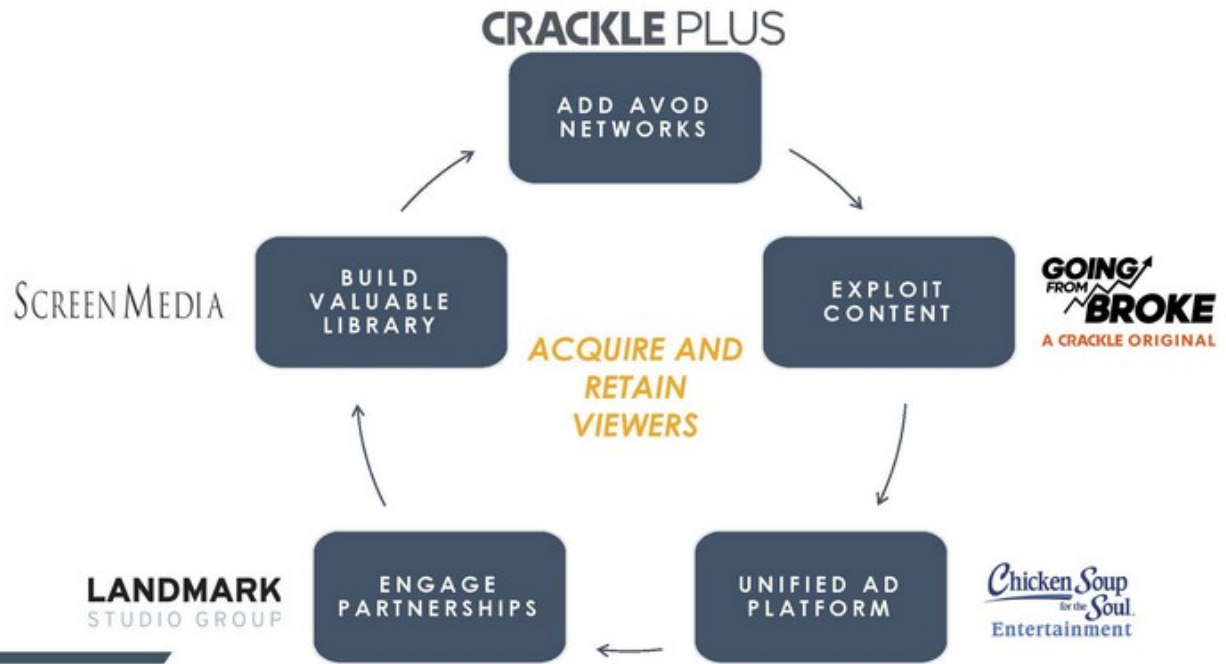 CRACKLE PLUS
ADD AVOD
NETWORKS
SCREEN MEDIA
BUILD
VALUABLE
LIBRARY
EXPLOIT
CONTENT
GOING
FROM
BROKE
A CRACKLE ORIGINAL
ACQUIRE AND
RETAIN
VIEWERS
LANDMARK
STUDIO GROUP
ENGAGE
PARTNERSHIPS
UNIFIED AD
PLATFORM
Chicken Soup
for the Soul
Entertainment